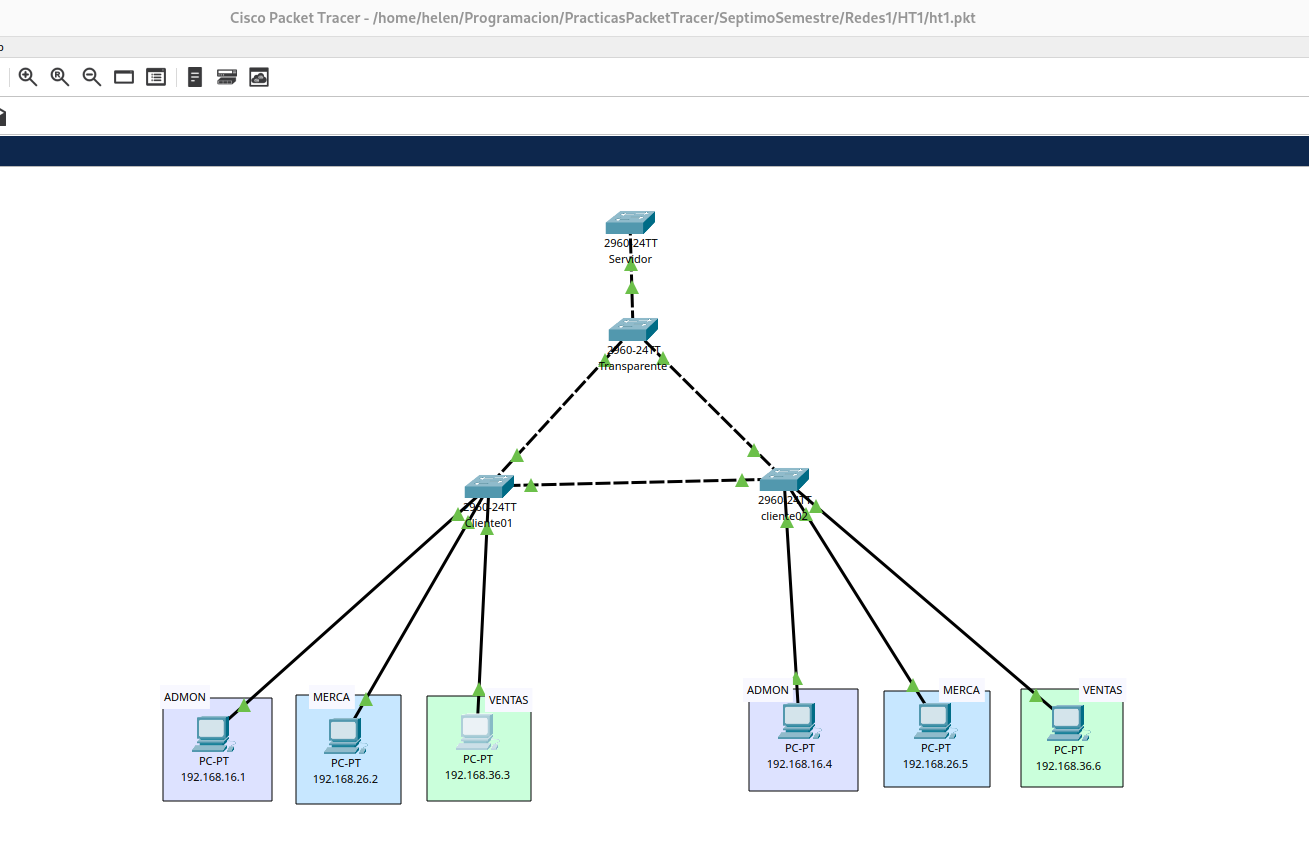 Cisco Packet Tracer - /home/helen/Programacion/PracticasPacketTracer/SeptimoSemestre/Redes1/HT1/ht1.pkt
2960-24TT
Servidor
2960-24TT
Transparente
2960-24TT
Cliente01
2960-24TT
cliente02
ADMON
PC-PT
192.168.16.1
MERCA
PC-PT
192.168.26.2
VENTAS
PC-PT
192.168.36.3
ADMON
PC-PT
192.168.16.4
MERCA
PC-PT
192.168.26.5
VENTAS
PC-PT
192.168.36.6